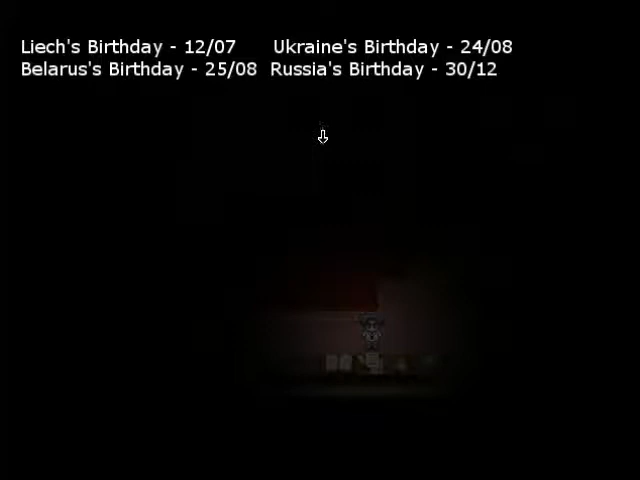 Liech's Birthday - 12/07 Ukraine's Birthday - 24/08
Belarus's Birthday - 25/08 Russia's Birthday - 30/12